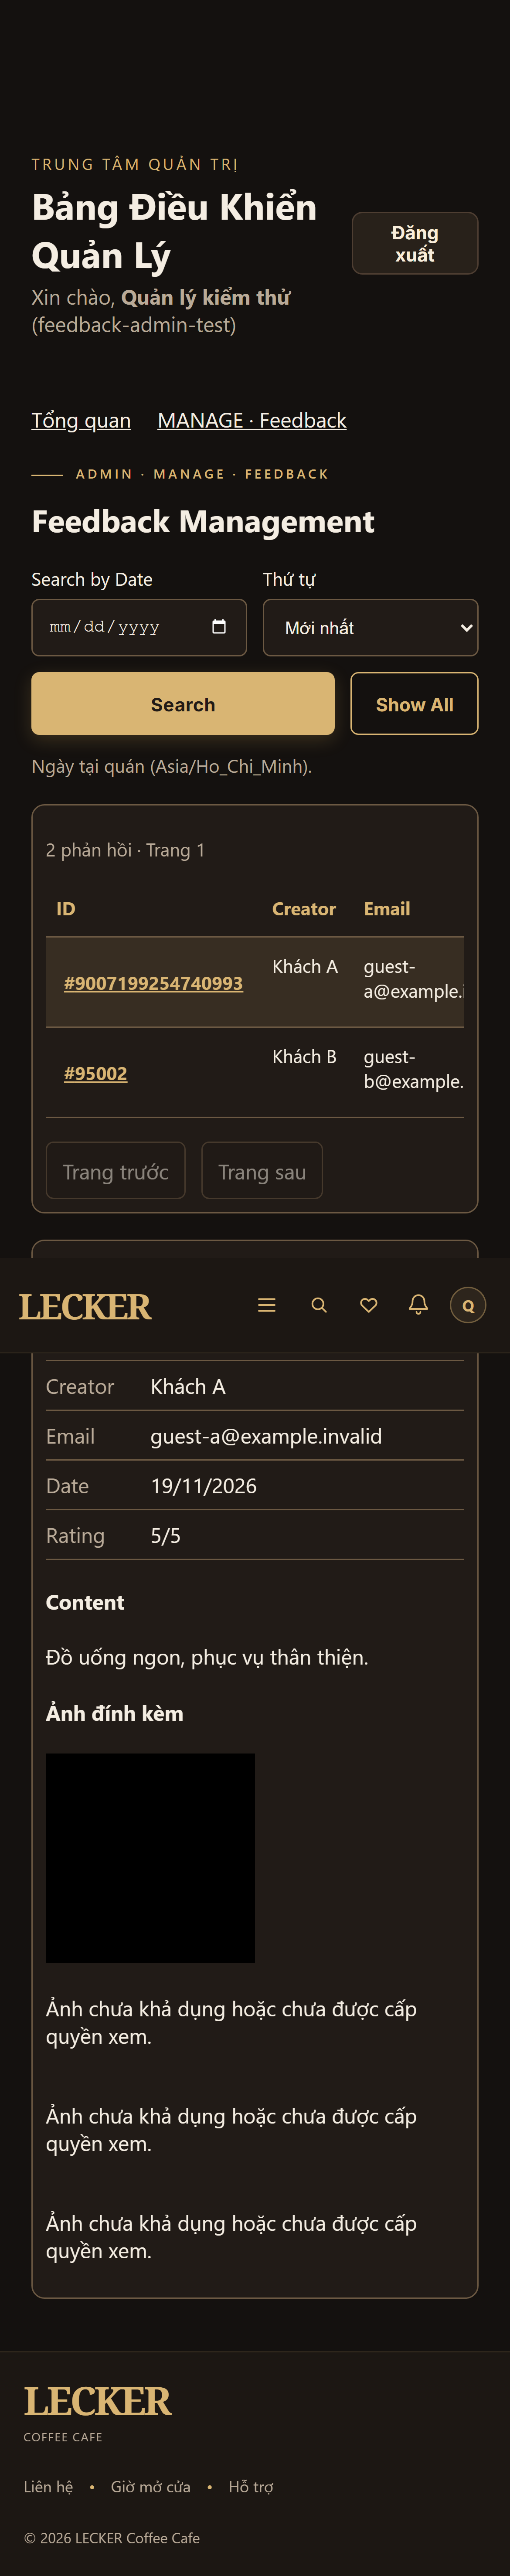 TRUNG TÂM QUẢN TRỊ
Bảng Điều Khiển
Quản Lý
Đăng
xuất
Xin chào, Quản lý kiểm thử
(feedback-admin-test)
Tổng quan MANAGE · Feedback
ADMIN · MANAGE · FEEDBACK
Feedback Management
Search by Date Thứ tự
mm/dd/yyyy Mới nhất
Search Show All
Ngày tại quán (Asia/Ho_Chi_Minh).
2 phản hồi · Trang 1
ID Creator Email
#9007199254740993 Khách A guest-
a@example.i
#95002 Khách B guest-
b@example.
Trang trước Trang sau
LECKER Q
Creator Khách A
Email guest-a@example.invalid
Date 19/11/2026
Rating 5/5
Content
Đồ uống ngon, phục vụ thân thiện.
Ảnh đính kèm
Ảnh chưa khả dụng hoặc chưa được cấp
quyền xem.
Ảnh chưa khả dụng hoặc chưa được cấp
quyền xem.
Ảnh chưa khả dụng hoặc chưa được cấp
quyền xem.
LECKER
COFFEE CAFE
Liên hệ • Giờ mở cửa • Hỗ trợ
© 2026 LECKER Coffee Cafe